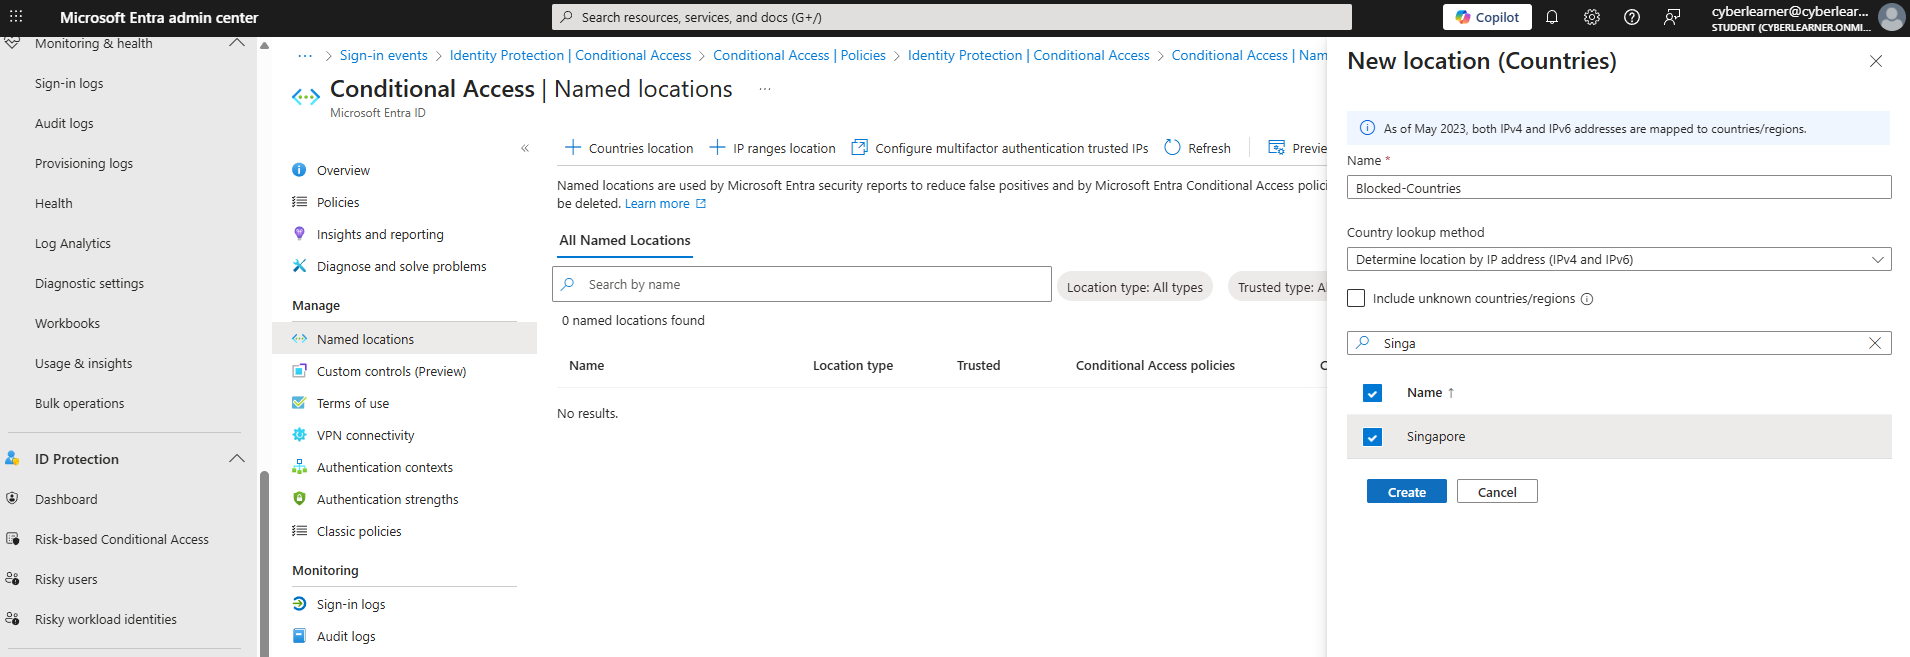 Microsoft Entra admin center
Search resources, services, and docs (G+/)
Copilot
cyberlearner@cyberlear...
STUDENT (CYBERLEARNER.ONMI...
Monitoring & health
Sign-in logs
Audit logs
Provisioning logs
Health
Log Analytics
Diagnostic settings
Workbooks
Usage & insights
Bulk operations
ID Protection
Dashboard
Risk-based Conditional Access
Risky users
Risky workload identities
... > Sign-in events > Identity Protection | Conditional Access > Conditional Access | Policies > Identity Protection | Conditional Access > Conditional Access | Nam
Conditional Access | Named locations ...
Microsoft Entra ID
«
Overview
Policies
Insights and reporting
Diagnose and solve problems
Manage
Named locations
Custom controls (Preview)
Terms of use
VPN connectivity
Authentication contexts
Authentication strengths
Classic policies
Monitoring
Sign-in logs
Audit logs
+ Countries location + IP ranges location Configure multifactor authentication trusted IPs Refresh Previe
Named locations are used by Microsoft Entra security reports to reduce false positives and by Microsoft Entra Conditional Access polici
be deleted. Learn more
All Named Locations
Search by name
Location type: All types
Trusted type: Al
0 named locations found
Name Location type Trusted Conditional Access policies C
No results.
New location (Countries)
As of May 2023, both IPv4 and IPv6 addresses are mapped to countries/regions.
Name *
Blocked-Countries
Country lookup method
Determine location by IP address (IPv4 and IPv6)
Include unknown countries/regions
Singa
Name ↑
Singapore
Create
Cancel